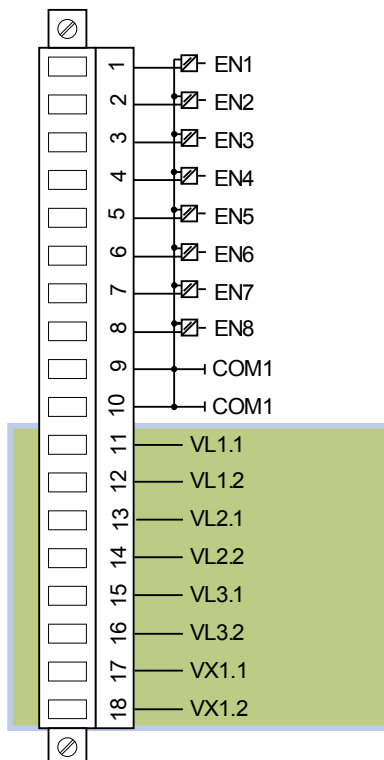 1 EN1
2 EN2
3 EN3
4 EN4
5 EN5
6 EN6
7 EN7
8 EN8
9 COM1
10 COM1
11 VL1.1
12 VL1.2
13 VL2.1
14 VL2.2
15 VL3.1
16 VL3.2
17 VX1.1
18 VX1.2